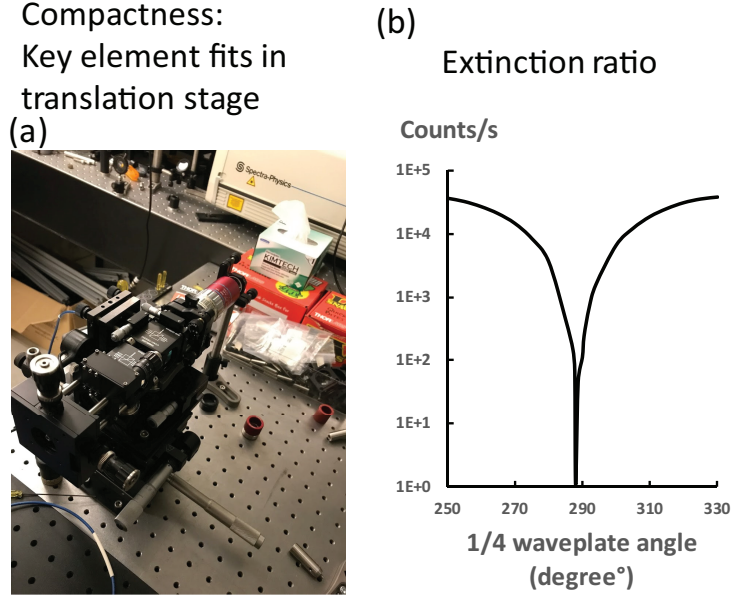 Compactness:
Key element fits in
translation stage
(a)
Spectra-Physics
KIMTECH
(b)
Extinction ratio
Counts/s
1E+5
1E+4
1E+3
1E+2
1E+1
1E+0
250 270 290 310 330
1/4 waveplate angle
(degree°)